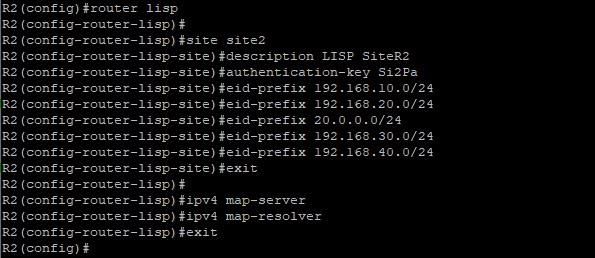 R2(config)#router lisp
R2(config-router-lisp)#
R2(config-router-lisp)#site site2
R2(config-router-lisp-site)#description LISP SiteR2
R2(config-router-lisp-site)#authentication-key Si2Pa
R2(config-router-lisp-site)#eid-prefix 192.168.10.0/24
R2(config-router-lisp-site)#eid-prefix 192.168.20.0/24
R2(config-router-lisp-site)#eid-prefix 20.0.0.0/24
R2(config-router-lisp-site)#eid-prefix 192.168.30.0/24
R2(config-router-lisp-site)#eid-prefix 192.168.40.0/24
R2(config-router-lisp-site)#exit
R2(config-router-lisp)#
R2(config-router-lisp)#ipv4 map-server
R2(config-router-lisp)#ipv4 map-resolver
R2(config-router-lisp)#exit
R2(config)#